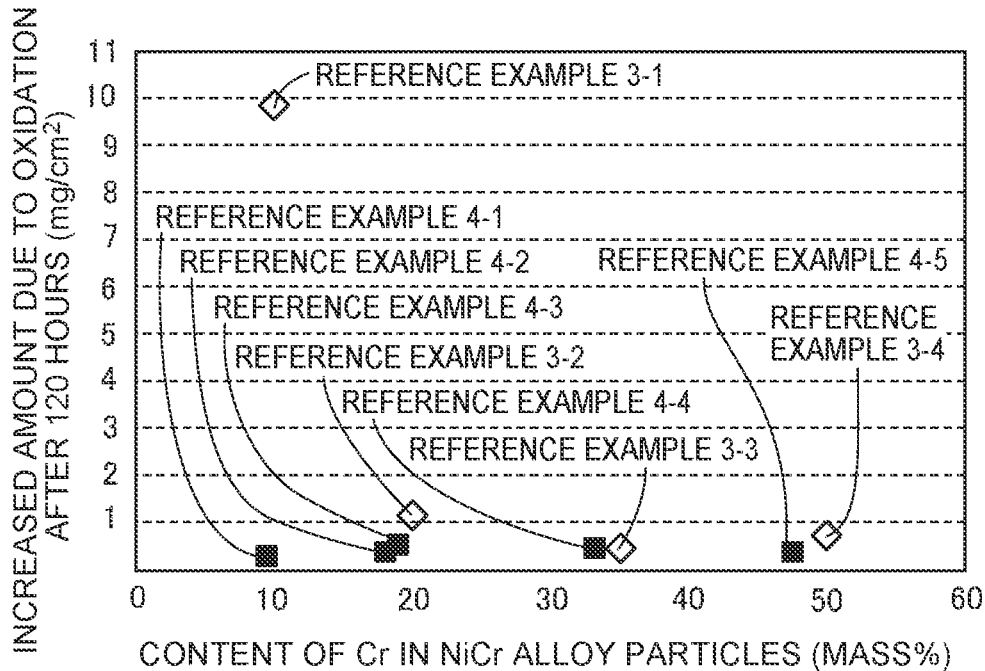 INCREASED AMOUNT DUE TO OXIDATION
AFTER 120 HOURS (mg/cm²)
11
10
9
8
7
6
5
4
3
2
1
REFERENCE EXAMPLE 3-1
REFERENCE EXAMPLE 4-1
REFERENCE EXAMPLE 4-2
REFERENCE EXAMPLE 4-5
REFERENCE EXAMPLE 4-3
REFERENCE
EXAMPLE 3-4
REFERENCE EXAMPLE 3-2
REFERENCE EXAMPLE 4-4
REFERENCE EXAMPLE 3-3
0 10 20 30 40 50 60
CONTENT OF Cr IN NiCr ALLOY PARTICLES (MASS%)